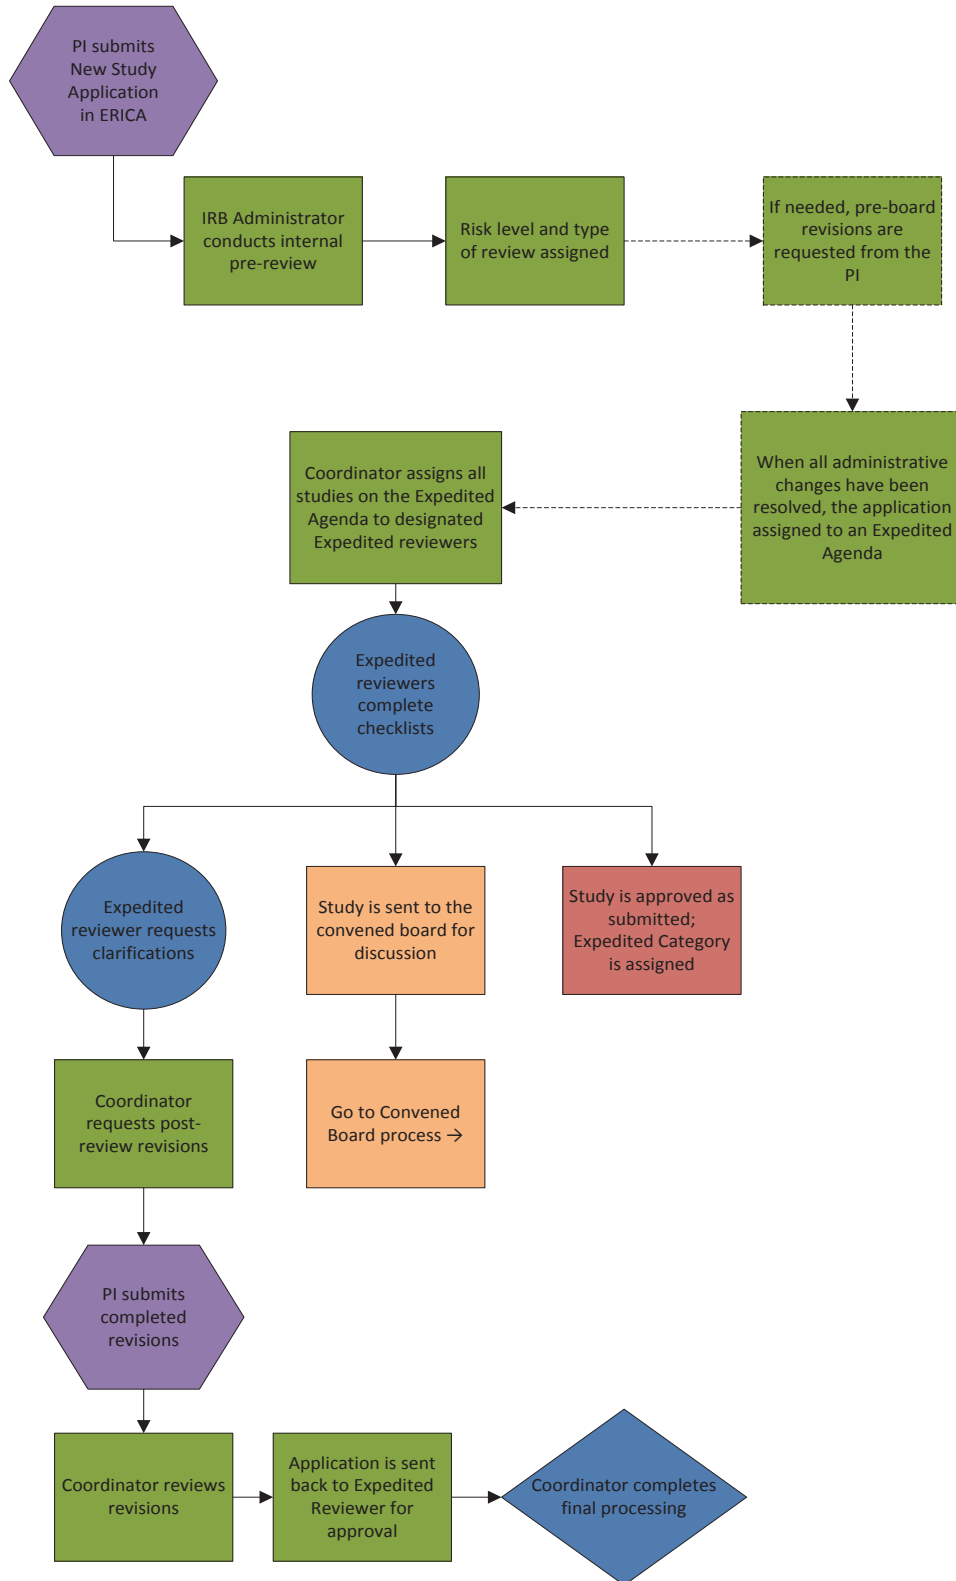 PI submits
New Study
Application
in ERICA
IRB Administrator
conducts internal
pre-review
Risk level and type
of review assigned
If needed, pre-board
revisions are
requested from the
PI
When all administrative
changes have been
resolved, the application
assigned to an Expedited
Agenda
Coordinator assigns all
studies on the Expedited
Agenda to designated
Expedited reviewers
Expedited
reviewers
complete
checklists
Expedited
reviewer requests
clarifications
Study is sent to the
convened board for
discussion
Study is approved as
submitted;
Expedited Category
is assigned
Coordinator
requests post-
review revisions
Go to Convened
Board process →
PI submits
completed
revisions
Coordinator reviews
revisions
Application is sent
back to Expedited
Reviewer for
approval
Coordinator completes
final processing